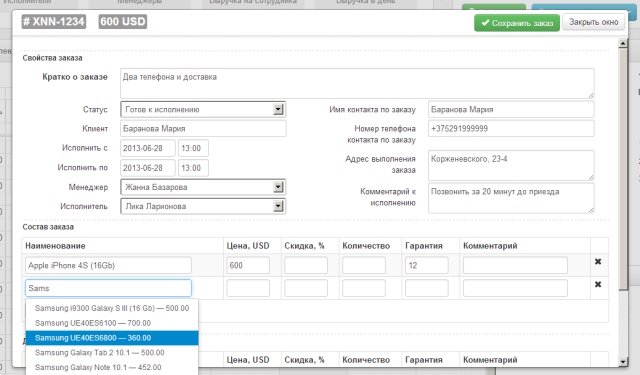 Исполнители Менеджеры Выручка на сотрудника Выручка в день
# XNN-1234 600 USD Сохранить заказ Закрыть окно
Свойства заказа
Кратко о заказе Два телефона и доставка
Статус Готов к исполнению Имя контакта по заказу Баранова Мария
Клиент Баранова Мария Номер телефона контакта по заказу +375291999999
Исполнить с 2013-06-28 13:00
Исполнить по 2013-06-28 13:00 Адрес выполнения заказа Корженевского, 23-4
Менеджер Жанна Базарова Комментарий к исполнению Позвонить за 20 минут до приезда
Исполнитель Лика Ларионова
Состав заказа
Наименование Цена, USD Скидка, % Количество Гарантия Комментарий
Apple iPhone 4S (16Gb) 600 12 ✖
Sams ✖
Samsung i9300 Galaxy S III (16 Gb) — 500.00
Samsung UE40ES6100 — 700.00
Samsung UE40ES6800 — 360.00
Samsung Galaxy Tab 2 10.1 — 500.00
Цена, USD Скидка, % Количество Гарантия Комментарий
Samsung Galaxy Note 10.1 — 452.00